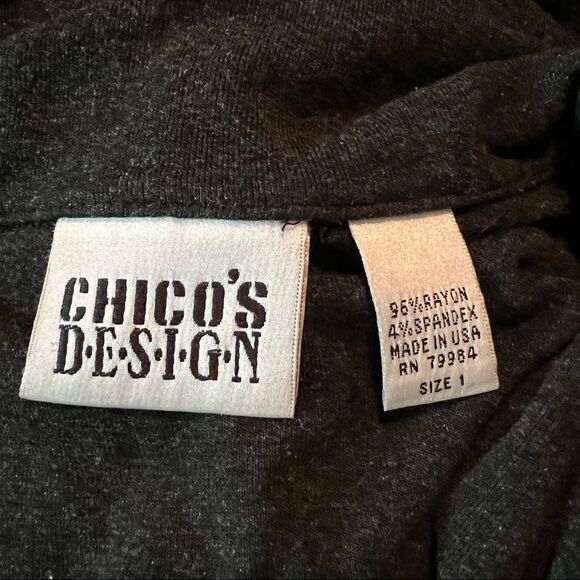 CHICO'S
D·E·S·I·G·N
96% RAYON
4% SPANDEX
MADE IN USA
RN 79984
SIZE 1